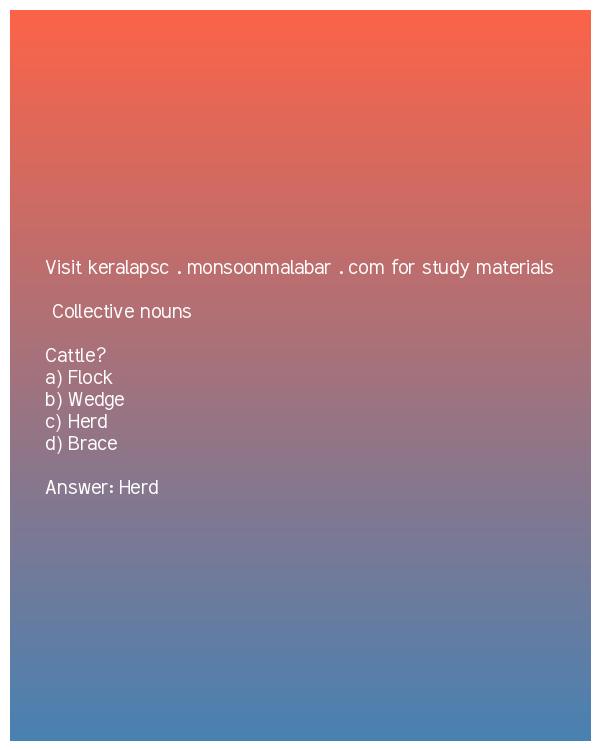 Visit keralapsc . monsoonmalabar . com for study materials
Collective nouns
Cattle?
a) Flock
b) Wedge
c) Herd
d) Brace
Answer: Herd